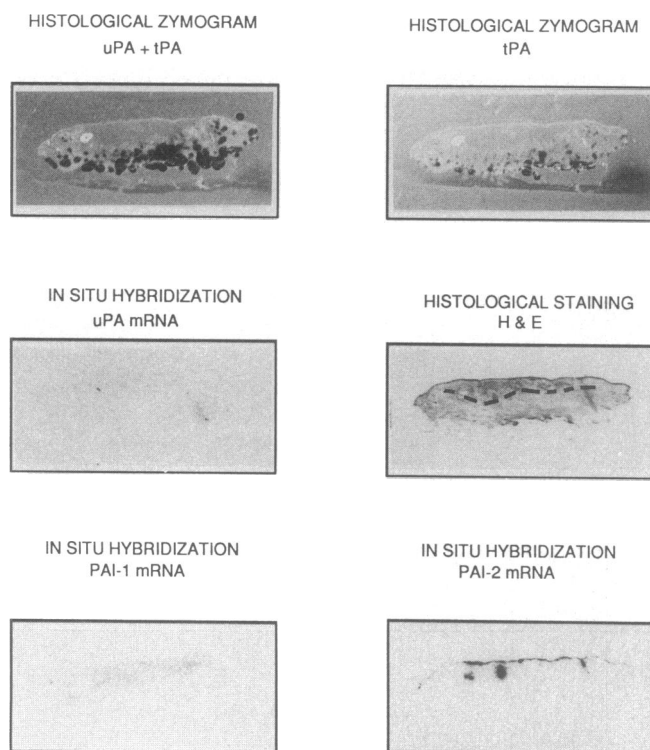 HISTOLOGICAL ZYMOGRAM
uPA + tPA
HISTOLOGICAL ZYMOGRAM
tPA
IN SITU HYBRIDIZATION
uPA mRNA
HISTOLOGICAL STAINING
H & E
IN SITU HYBRIDIZATION
PAI-1 mRNA
IN SITU HYBRIDIZATION
PAI-2 mRNA